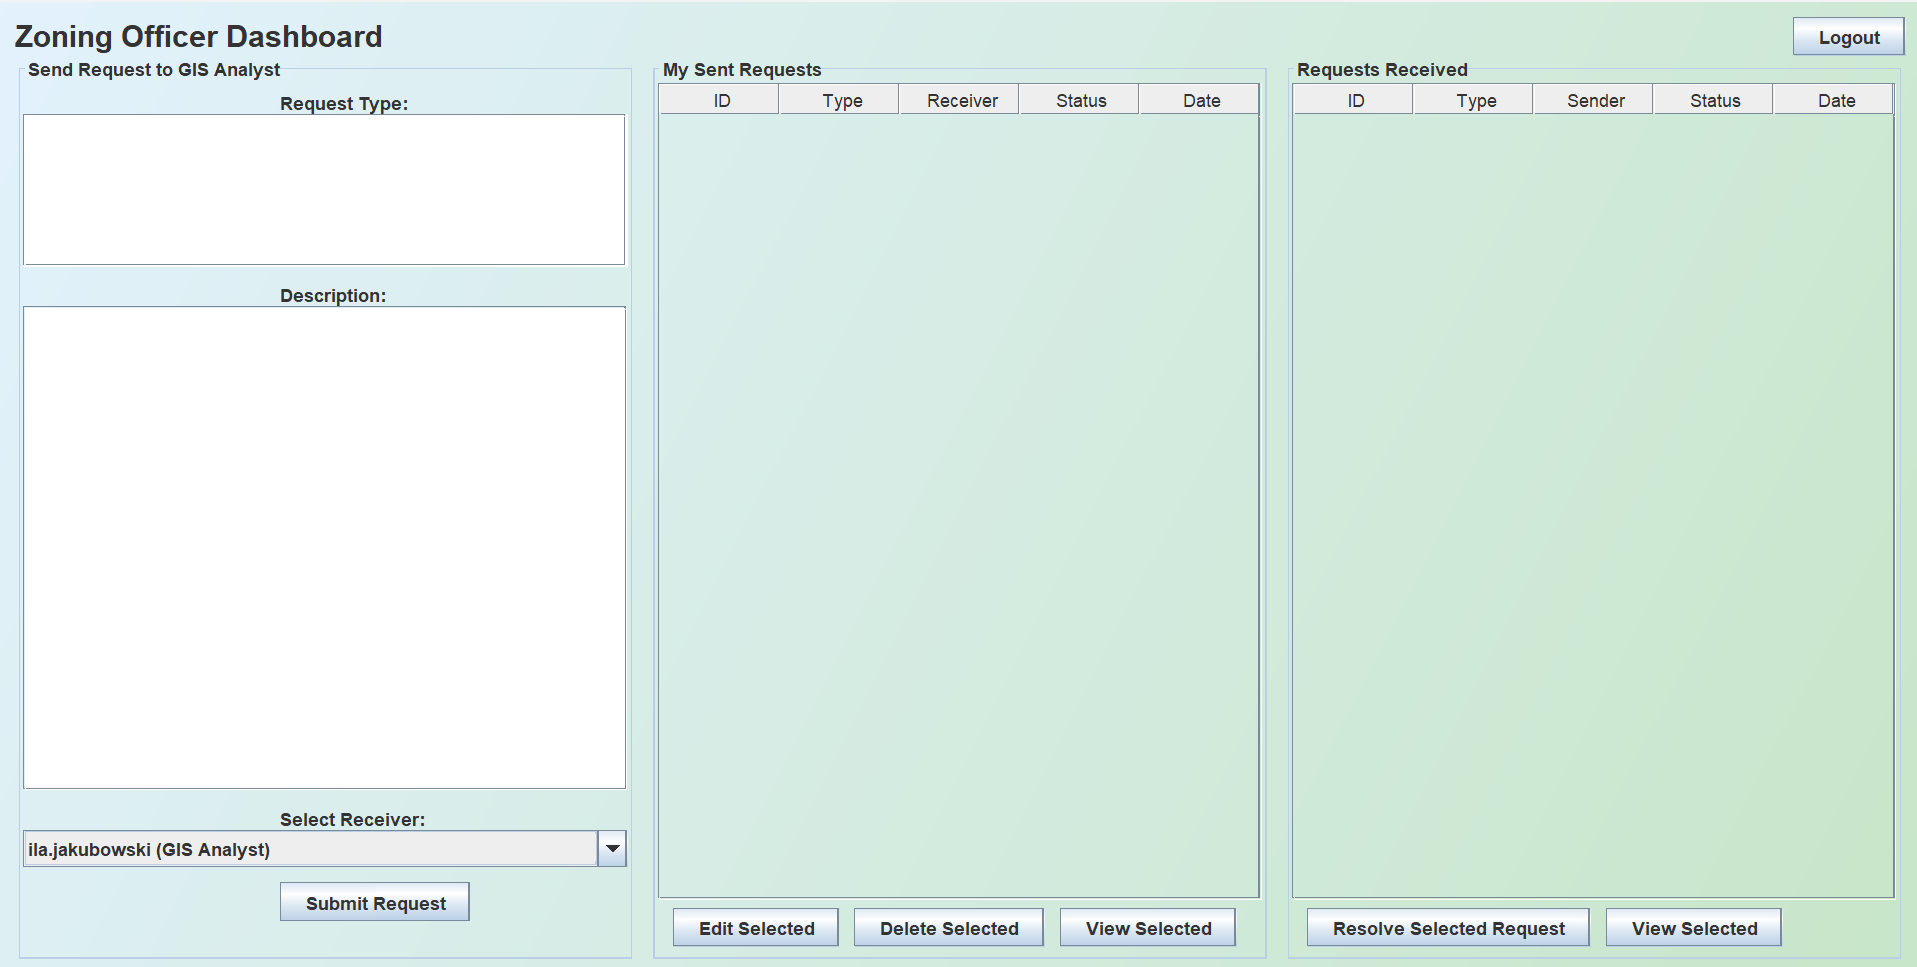 Zoning Officer Dashboard
Logout
Send Request to GIS Analyst
Request Type:
Description:
Select Receiver:
ila.jakubowski (GIS Analyst)
Submit Request
My Sent Requests
ID Type Receiver Status Date
Edit Selected Delete Selected View Selected
Requests Received
ID Type Sender Status Date
Resolve Selected Request View Selected